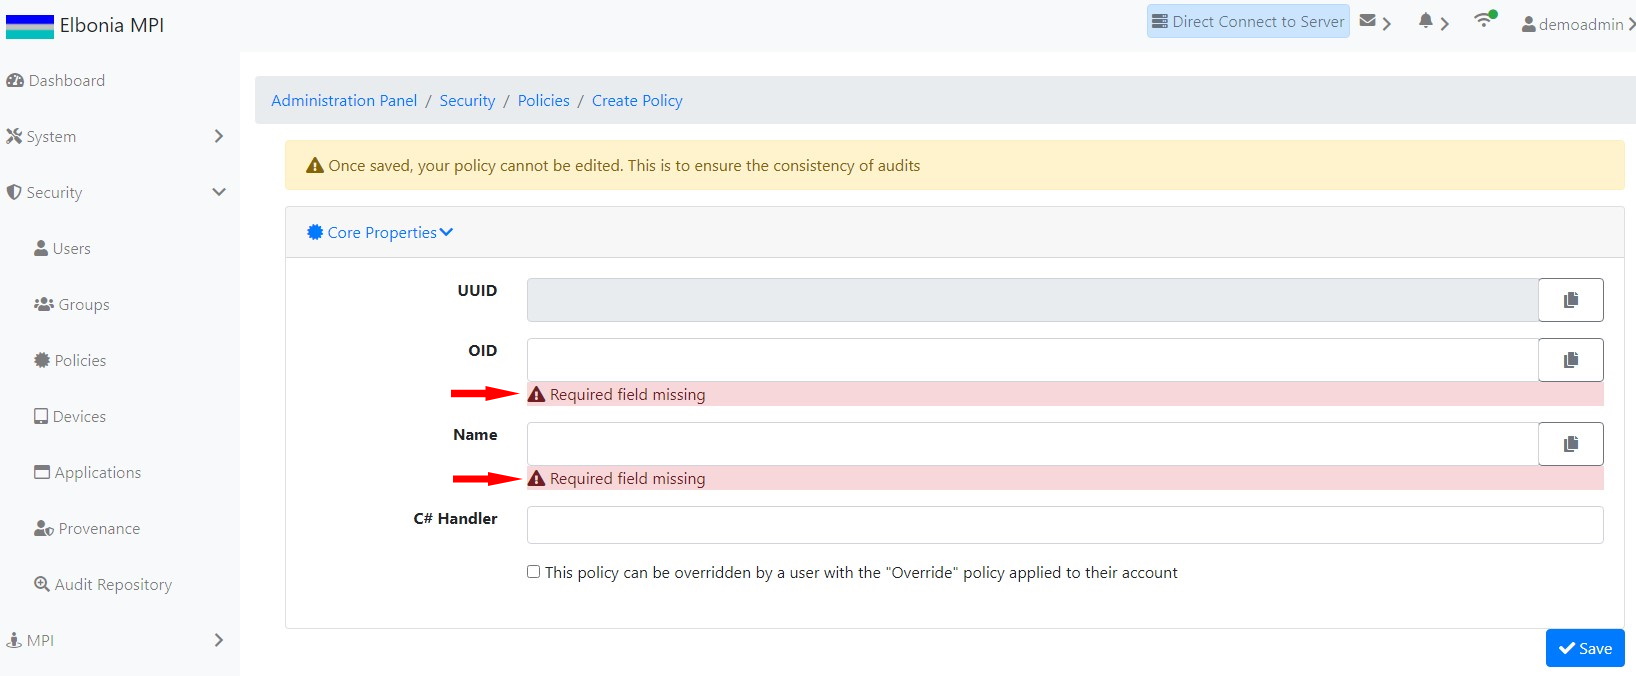 Elbonia MPI
Direct Connect to Server
demoadmin
Dashboard
System
Security
Users
Groups
Policies
Devices
Applications
Provenance
Audit Repository
MPI
Administration Panel / Security / Policies / Create Policy
Once saved, your policy cannot be edited. This is to ensure the consistency of audits
Core Properties
UUID
OID
Required field missing
Name
Required field missing
C# Handler
This policy can be overridden by a user with the "Override" policy applied to their account
Save